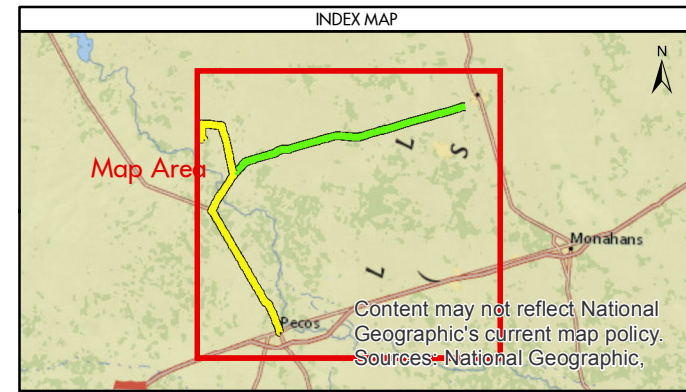 INDEX MAP
N
Map Area
L
S
L
Monahans
(
Pecos
Content may not reflect National
Geographic's current map policy.
Sources: National Geographic,